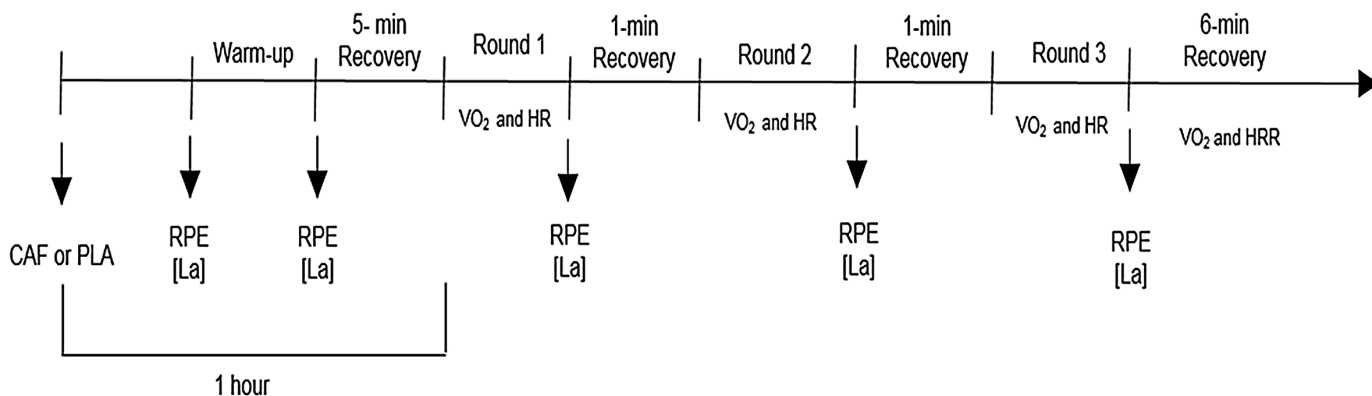 Warm-up
5- min
Recovery
Round 1
1-min
Recovery
Round 2
1-min
Recovery
Round 3
6-min
Recovery
VO₂ and HR
VO₂ and HR
VO₂ and HR
VO₂ and HRR
CAF or PLA
RPE
[La]
RPE
[La]
RPE
[La]
RPE
[La]
RPE
[La]
1 hour